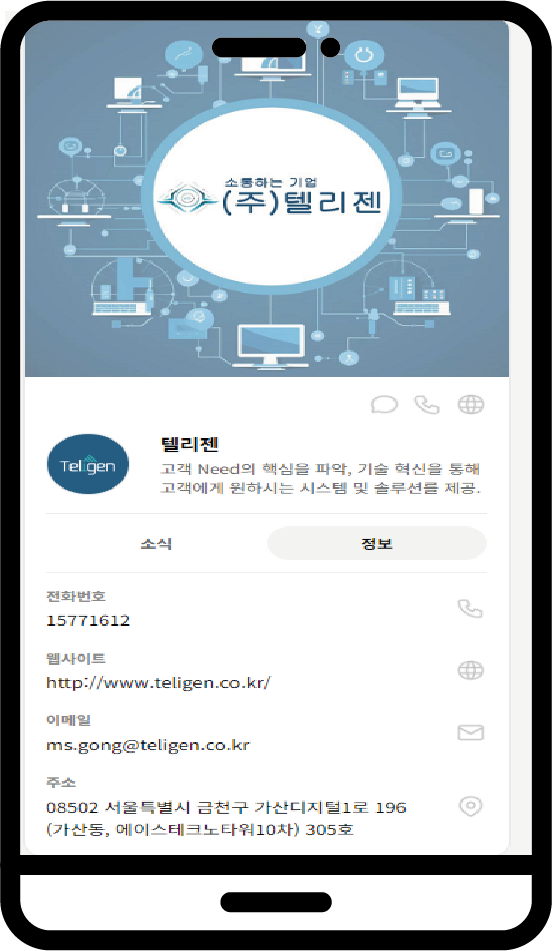 소통하는 기업
(주)텔리젠
Teligen
텔리젠
고객 Need의 핵심을 파악, 기술 혁신을 통해
고객에게 원하시는 시스템 및 솔루션을 제공.
소식
정보
전화번호
15771612
웹사이트
http://www.teligen.co.kr/
이메일
ms.gong@teligen.co.kr
주소
08502 서울특별시 금천구 가산디지털1로 196
(가산동, 에이스테크노타워10차) 305호